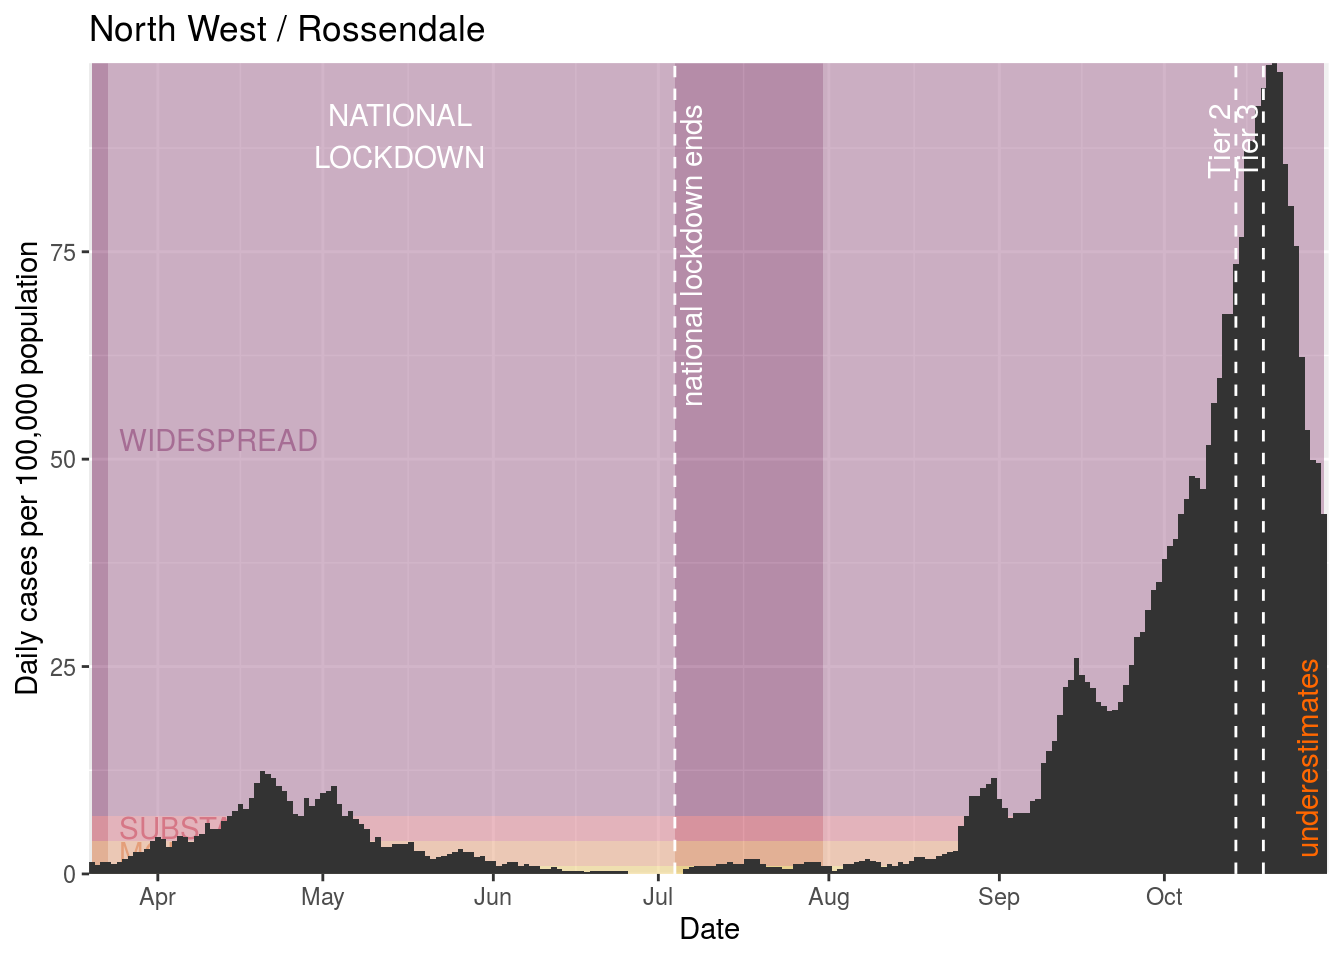 North West / Rossendale
NATIONAL
LOCKDOWN
national lockdown ends
Tier 2
Tier 3
WIDESPREAD
underestimates
Daily cases per 100,000 population
75
50
25
0
Apr
May
Jun
Jul
Aug
Sep
Oct
Date